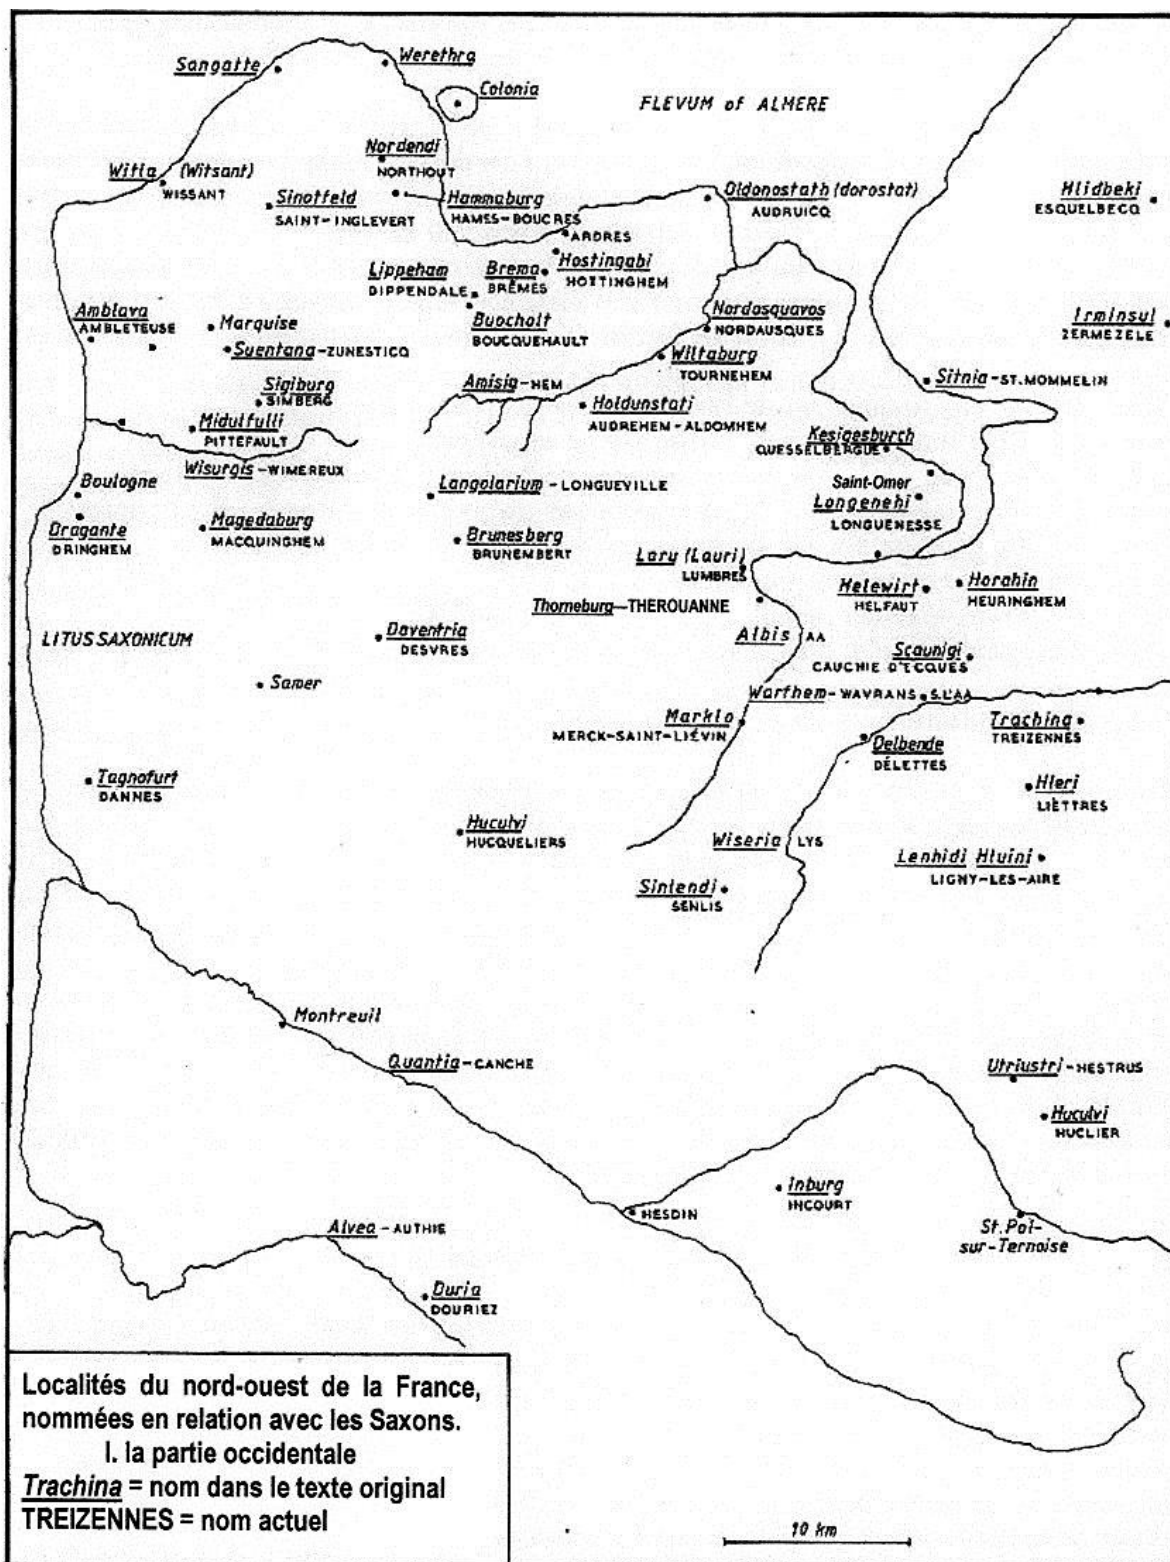 Sangatte
Werethra
Colonia
FLEVUM of ALMERE
Nordendi
NORTHOUT
Witla (Witsant)
WISSANT
Sinotfeld
SAINT-INGLEVERT
Hammaburg
HAMES-BOUCRES
Oldonostath (dorostat)
AUDRUICQ
Hlidbeki
ESQUELBECQ
ARDRES
Hostingabi
HOTTINGHEM
Lippeham
DIPPENDALE
Brema
BRÊMES
Buocholt
BOUCQUEHAULT
Amblava
AMBLETEUSE
Marquise
Suentana-ZUNESTICQ
Nordasquavos
NORDAUSQUES
Irminsul
ZERMEZELE
Wiltaburg
TOURNEHEM
Sigiburg
SIMBERG
Amisia-HEM
Holdunstati
AUDREHEM-ALDOMHEM
Sitnia-ST.MOMMELIN
Midulfulli
PITTEFAULT
Kesigesburch
QUESSELBERGUE
Wisurgis-WIMEREUX
Boulogne
Langolarium-LONGUEVILLE
Saint-Omer
Longenehi
LONGUENESSE
Dragante
DRINGHEM
Magedaburg
MACQUINGHEM
Brunesberg
BRUNEMBERT
Lary (Lauri)
LUMBRES
Helewirt
HELFAUT
Horahin
HEURINGHEM
Thorneburg—THEROUANNE
LITUS SAXONICUM
Daventria
DESVRES
Albis AA
Scaunigi
CAUCHIE D'ECQUES
Samer
Warfhem-WAVRANS S.L'AA
Marklo
MERCK-SAINT-LIÉVIN
Trachina
TREIZENNES
Delbende
DÉLETTES
Tagnofurt
DANNES
Hleri
LIÈTTRES
Huculvi
HUCQUELIERS
Wiseria LYS
Lenhidi Hluini
LIGNY-LES-AIRE
Sinlendi
SENLIS
Montreuil
Quantia-CANCHE
Utriustri-HESTRUS
Huculvi
HUCLIER
Inburg
INCOURT
HESDIN
St.Pol-
sur-Ternoise
Alvea-AUTHIE
Duria
DOURIEZ
Localités du nord-ouest de la France,
nommées en relation avec les Saxons.
I. la partie occidentale
Trachina = nom dans le texte original
TREIZENNES = nom actuel
10 km